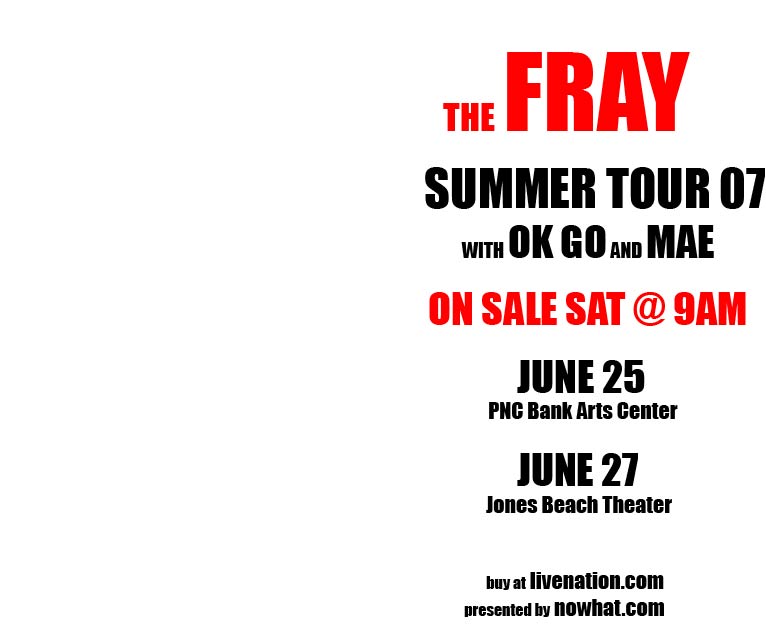 THE FRAY
SUMMER TOUR 07
WITH OK GO AND MAE
ON SALE SAT @ 9AM
JUNE 25
PNC Bank Arts Center
JUNE 27
Jones Beach Theater
buy at livenation.com
presented by nowhat.com